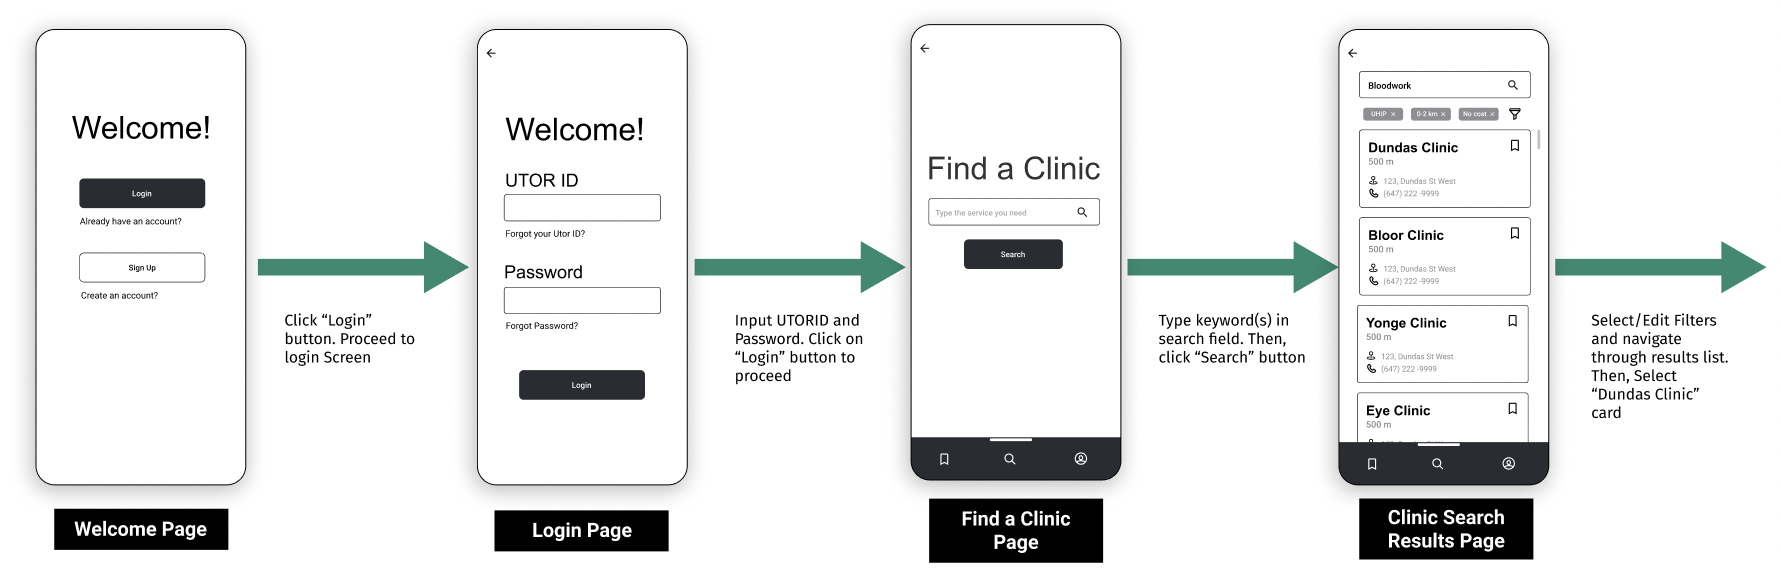 Welcome!
Login
Already have an account?
Sign Up
Create an account?
Welcome Page
Click “Login”
button. Proceed to
login Screen
Welcome!
UTOR ID
Forgot your Utor ID?
Password
Forgot Password?
Login
Login Page
Input UTORID and
Password. Click on
“Login” button to
proceed
Find a Clinic
Type the service you need
Search
Find a Clinic
Page
Type keyword(s) in
search field. Then,
click “Search” button
Bloodwork
UHIP × 0-2 km × No cost ×
Dundas Clinic
500 m
123, Dundas St West
(647) 222 -9999
Bloor Clinic
500 m
123, Dundas St West
(647) 222 -9999
Yonge Clinic
500 m
123, Dundas St West
(647) 222 -9999
Eye Clinic
500 m
Clinic Search
Results Page
Select/Edit Filters
and navigate
through results list.
Then, Select
“Dundas Clinic”
card